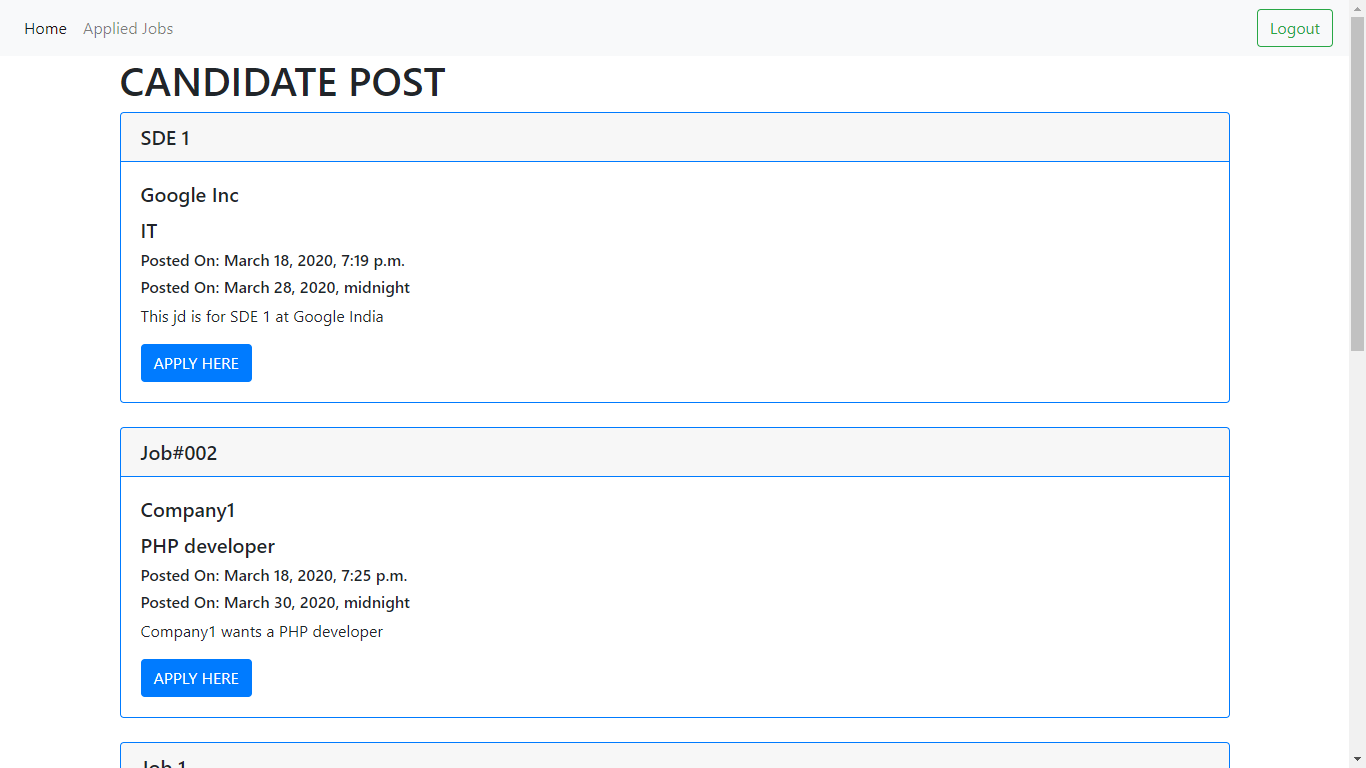 Home Applied Jobs Logout
CANDIDATE POST
SDE 1
Google Inc
IT
Posted On: March 18, 2020, 7:19 p.m.
Posted On: March 28, 2020, midnight
This jd is for SDE 1 at Google India
APPLY HERE
Job#002
Company1
PHP developer
Posted On: March 18, 2020, 7:25 p.m.
Posted On: March 30, 2020, midnight
Company1 wants a PHP developer
APPLY HERE
Job 1